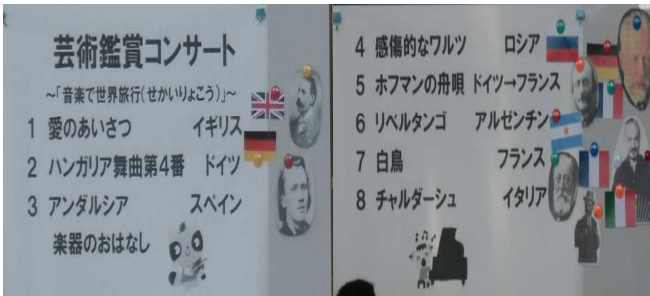 芸術鑑賞コンサート
～「音楽で世界旅行(せかいりょこう)」～
1 愛のあいさつ イギリス
2 ハンガリア舞曲第4番 ドイツ
3 アンダルシア スペイン
楽器のおはなし
4 感傷的なワルツ ロシア
5 ホフマンの舟唄 ドイツ→フランス
6 リベルタンゴ アルゼンチン
7 白鳥 フランス
8 チャルダーシュ イタリア